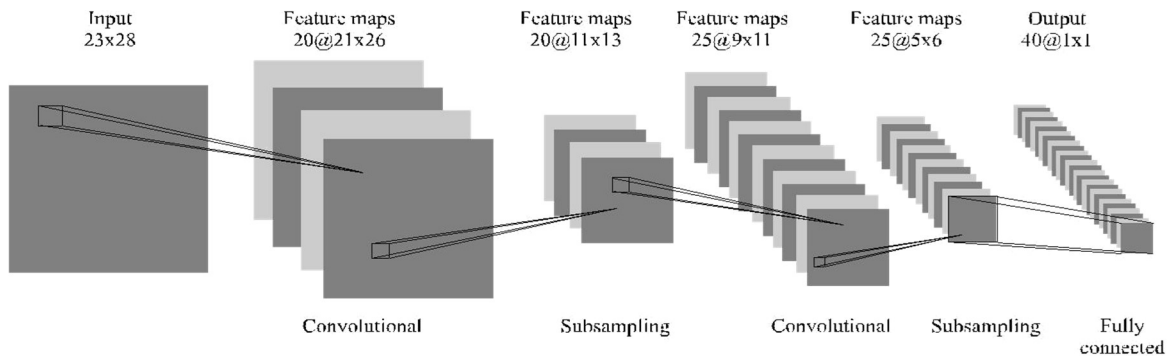 Input
23x28
Feature maps
20@21x26
Feature maps
20@11x13
Feature maps
25@9x11
Feature maps
25@5x6
Output
40@1x1
Convolutional
Subsampling
Convolutional
Subsampling
Fully
connected